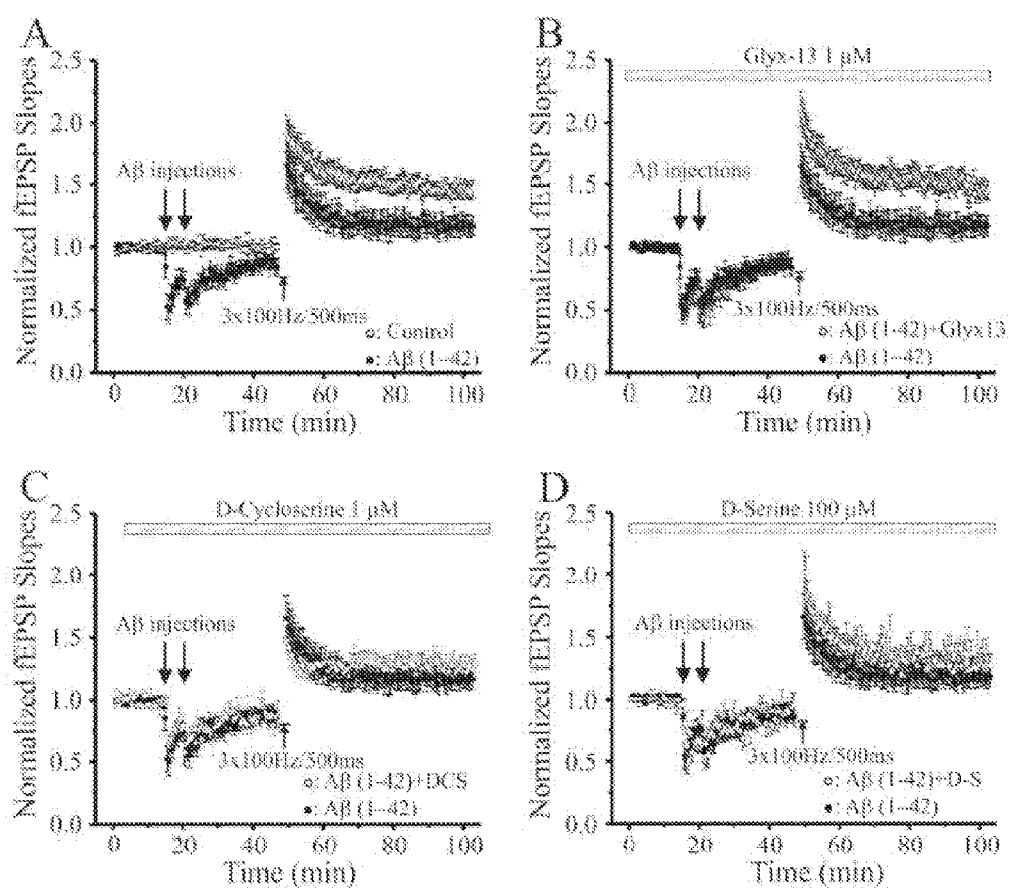 A
Normalized fEPSP Slopes
2.5
2.0
1.5
1.0
0.5
0.0
Aβ injections
3x100Hz/500ms
o: Control
•: Aβ (1–42)
0 20 40 60 80 100
Time (min)
B
Glyx-13 1 μM
Normalized fEPSP Slopes
2.5
2.0
1.5
1.0
0.5
0.0
Aβ injections
3x100Hz/500ms
o: Aβ (1-42)+Glyx13
•: Aβ (1–42)
0 20 40 60 80 100
Time (min)
C
D-Cycloserine 1 μM
Normalized fEPSP Slopes
2.5
2.0
1.5
1.0
0.5
0.0
Aβ injections
3x100Hz/500ms
o: Aβ (1-42)+DCS
•: Aβ (1–42)
0 20 40 60 80 100
Time (min)
D
D-Serine 100 μM
Normalized fEPSP Slopes
2.5
2.0
1.5
1.0
0.5
0.0
Aβ injections
3x100Hz/500ms
o: Aβ (1-42)+D-S
•: Aβ (1–42)
0 20 40 60 80 100
Time (min)